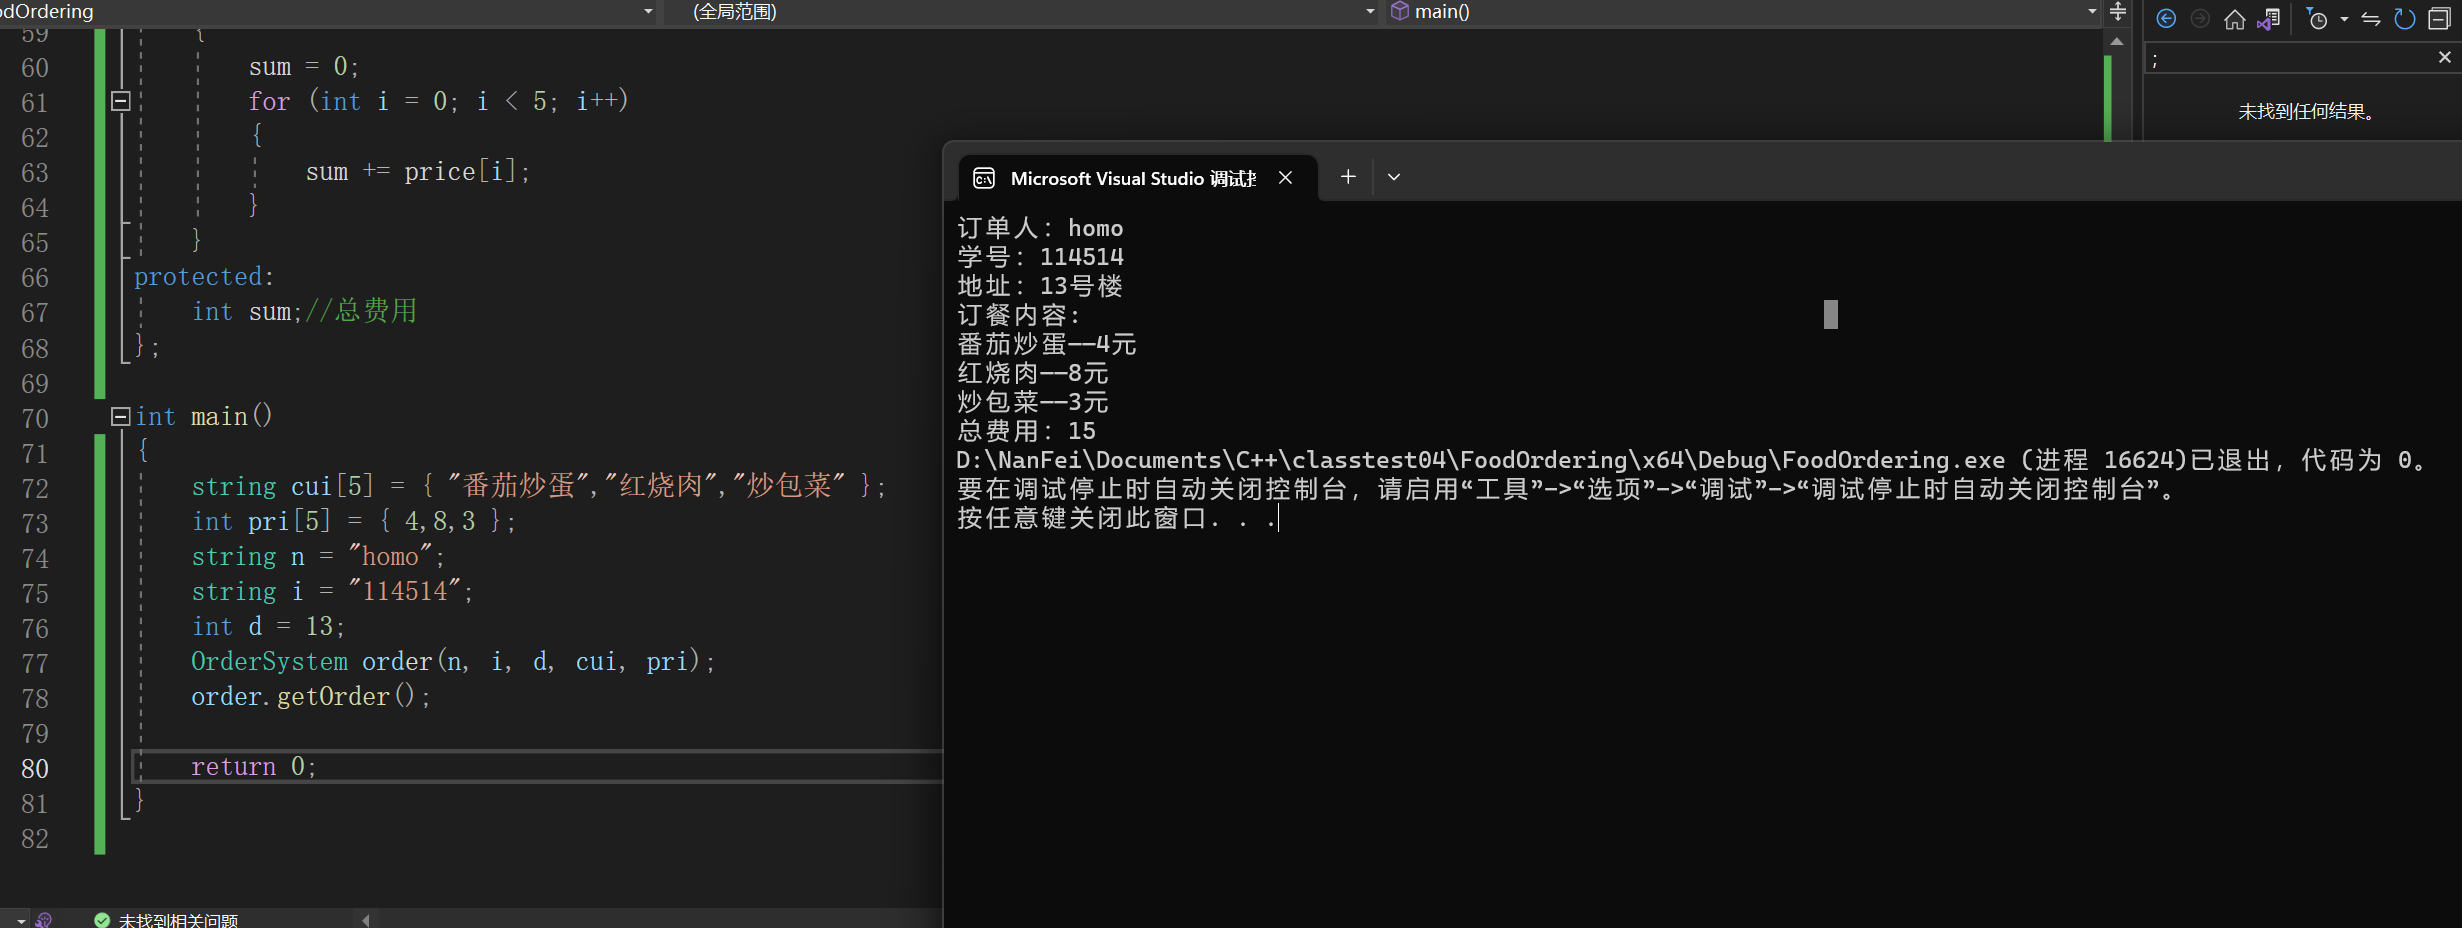 odOrdering
(全局范围)
main()
;
未找到任何结果。
59 {
60 sum = 0;
61 for (int i = 0; i < 5; i++)
62 {
63 sum += price[i];
64 }
65 }
66 protected:
67 int sum;//总费用
68 };
69
70 int main()
71 {
72 string cui[5] = { "番茄炒蛋","红烧肉","炒包菜" };
73 int pri[5] = { 4,8,3 };
74 string n = "homo";
75 string i = "114514";
76 int d = 13;
77 OrderSystem order(n, i, d, cui, pri);
78 order.getOrder();
79
80 return 0;
81 }
82
未找到相关问题
Microsoft Visual Studio 调试控
订单人: homo
学号: 114514
地址: 13号楼
订餐内容:
番茄炒蛋——4元
红烧肉——8元
炒包菜——3元
总费用: 15
D:\NanFei\Documents\C++\classtest04\FoodOrdering\x64\Debug\FoodOrdering.exe (进程 16624)已退出，代码为 0。
要在调试停止时自动关闭控制台，请启用“工具”->“选项”->“调试”->“调试停止时自动关闭控制台”。
按任意键关闭此窗口. . .